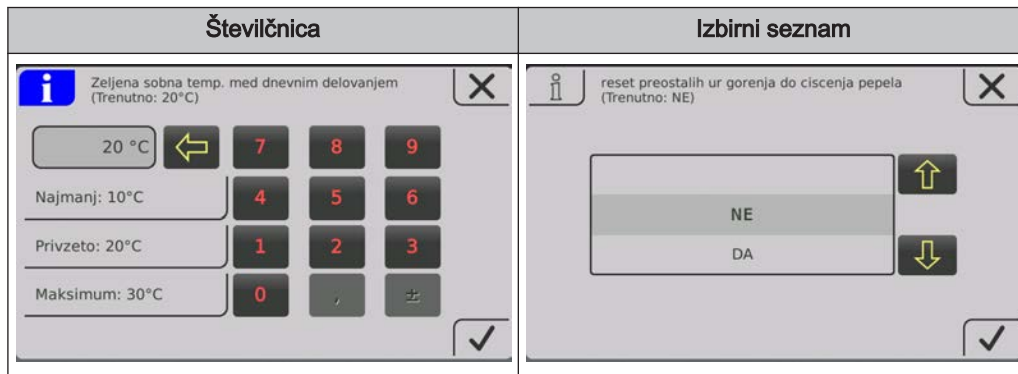 Številčnica
Izbirni seznam
i
Zeljena sobna temp. med dnevnim delovanjem
(Trenutno: 20°C)
20 °C
7 8 9
Najmanj: 10°C
4 5 6
Privzeto: 20°C
1 2 3
Maksimum: 30°C
0 , ±
i
reset preostalih ur gorenja do ciscenja pepela
(Trenutno: NE)
NE
DA